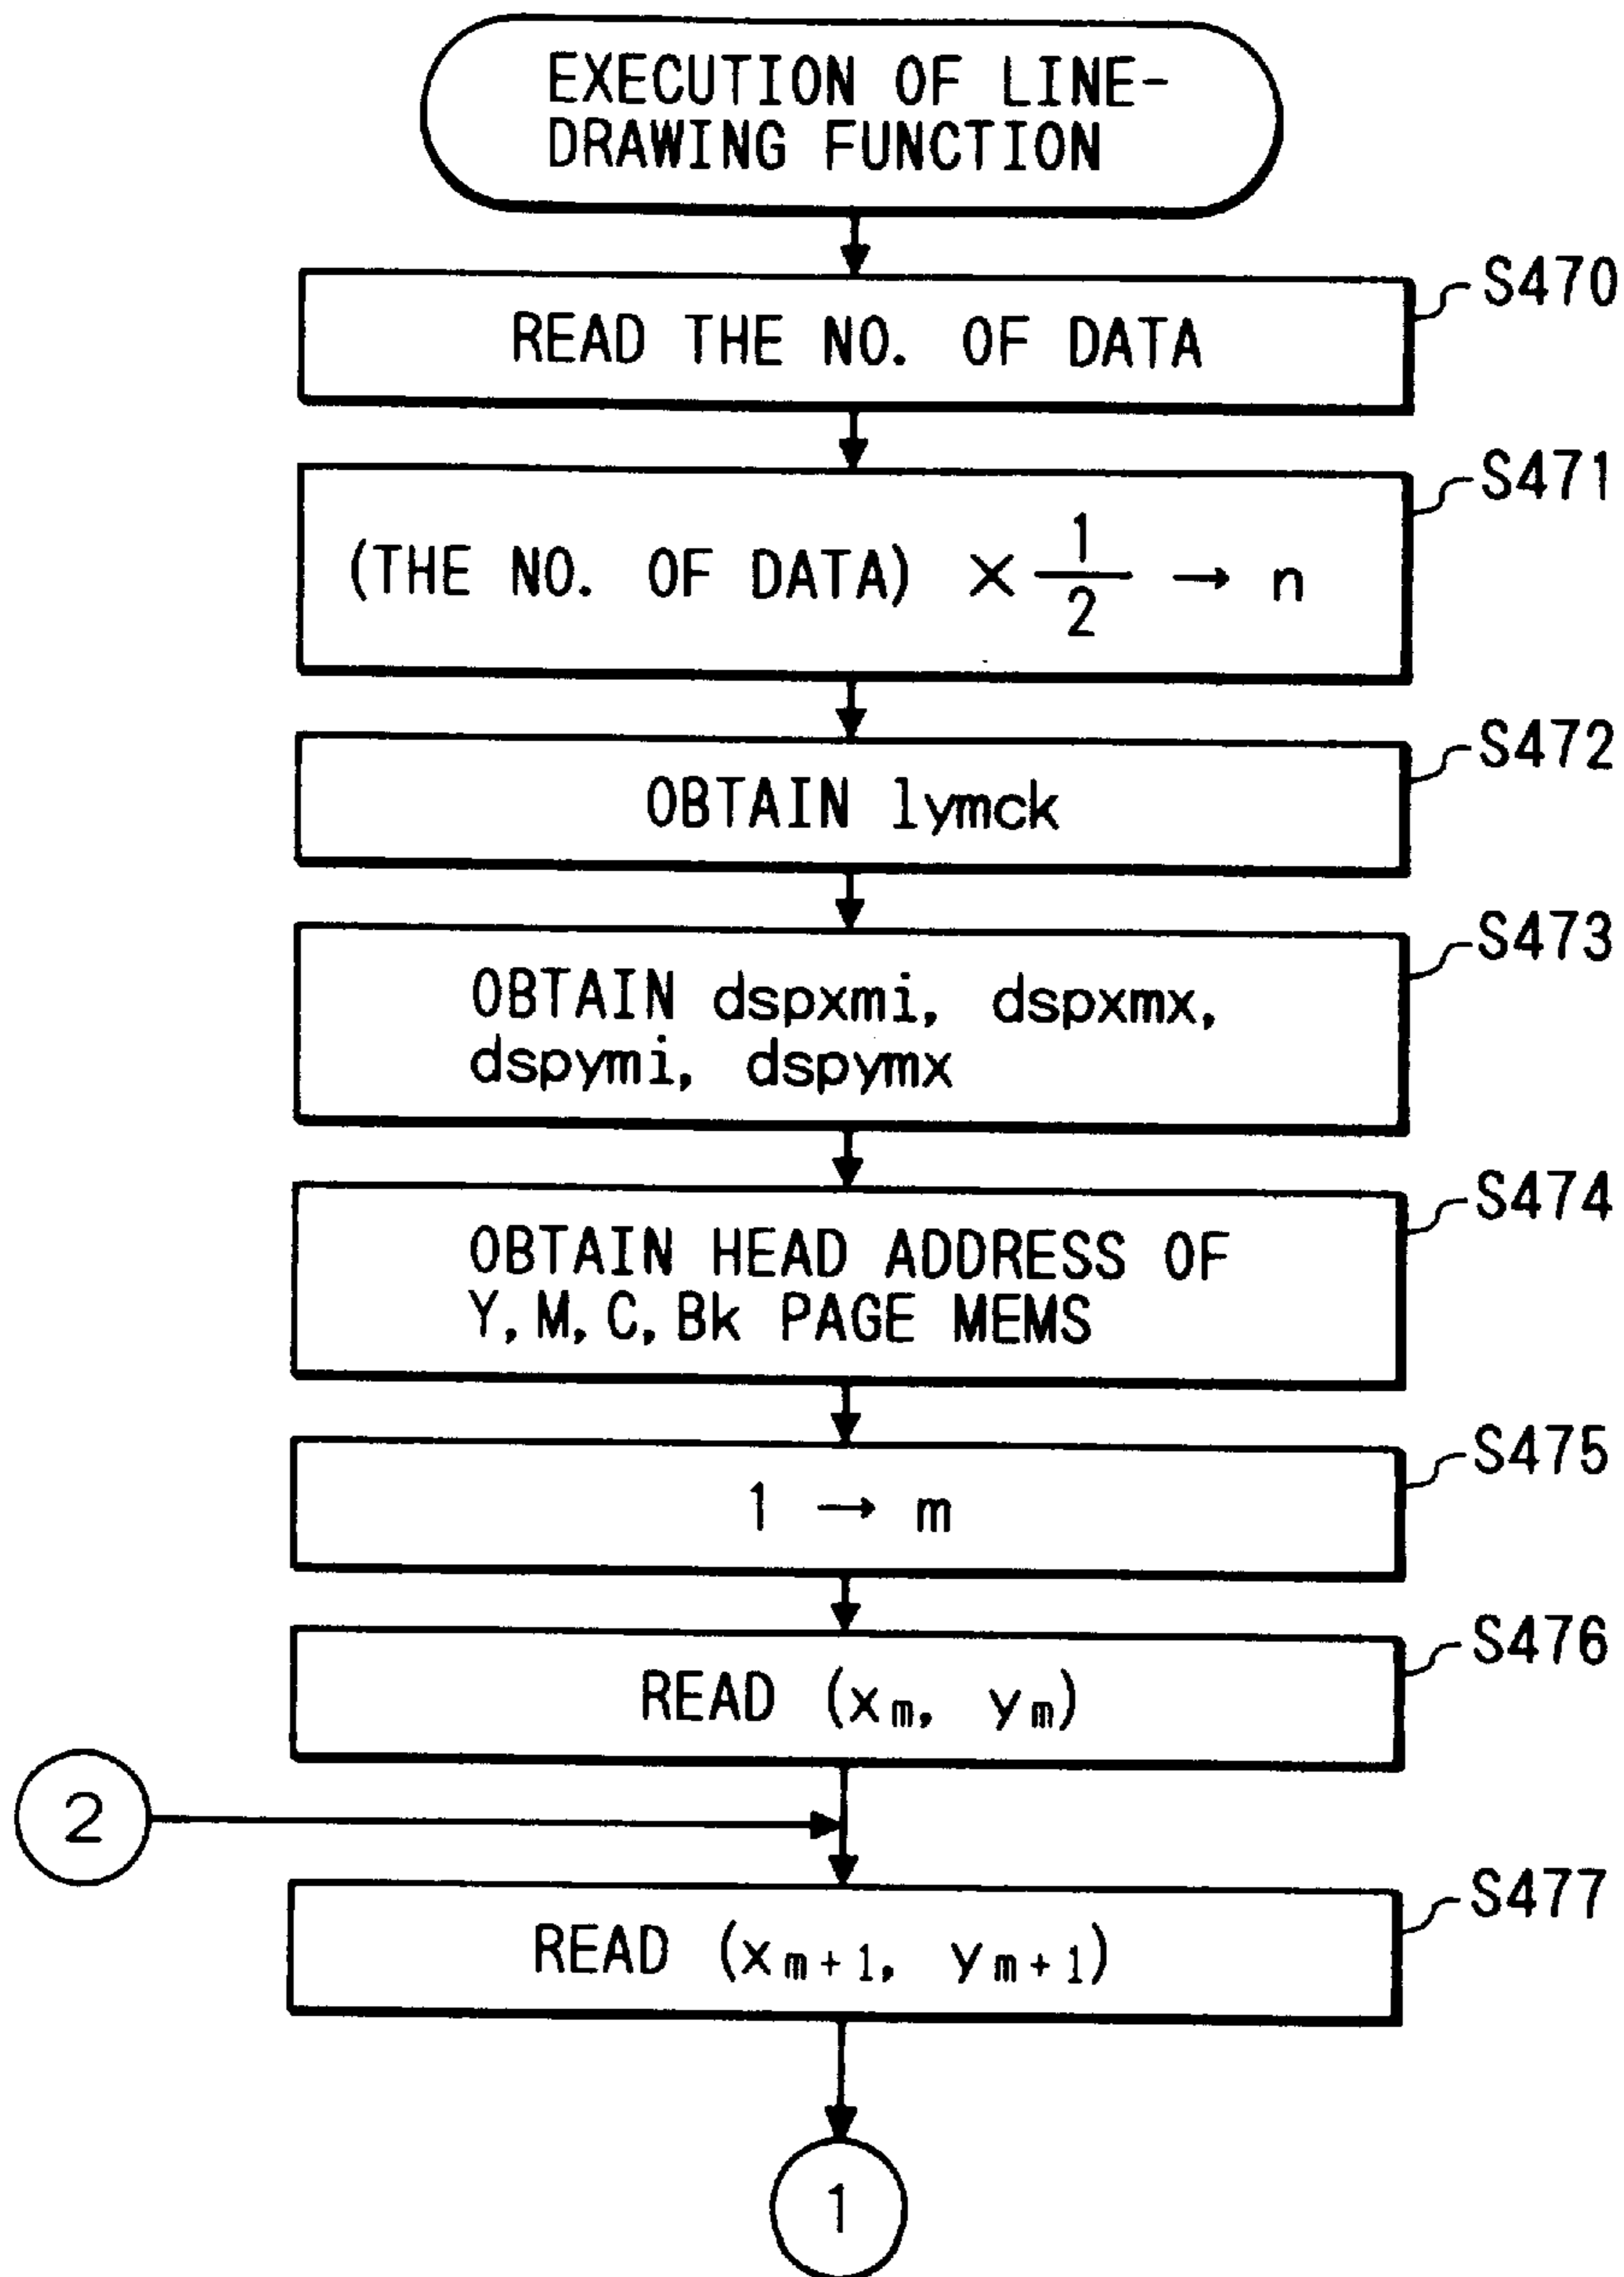 EXECUTION OF LINE-
DRAWING FUNCTION
S470
READ THE NO. OF DATA
S471
(THE NO. OF DATA) × 1/2 → n
S472
OBTAIN lymck
S473
OBTAIN dspxmi, dspxmx,
dspymi, dspymx
S474
OBTAIN HEAD ADDRESS OF
Y, M, C, Bk PAGE MEMS
S475
1 → m
S476
READ (xₘ, yₘ)
2
S477
READ (xₘ₊₁, yₘ₊₁)
1